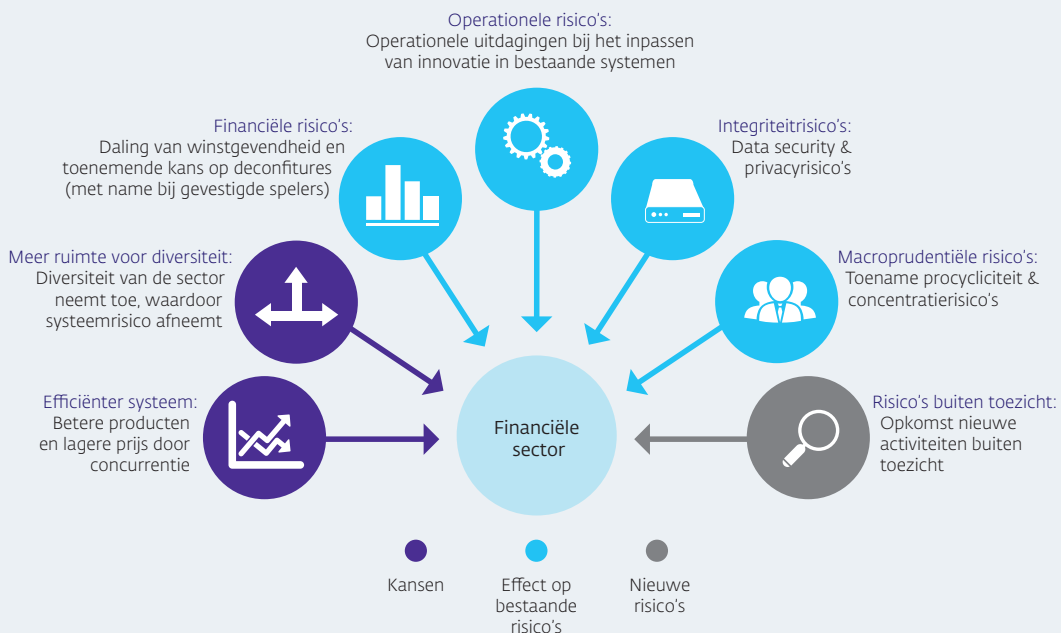 Operationele risico's:
Operationele uitdagingen bij het inpassen
van innovatie in bestaande systemen
Financiële risico's:
Daling van winstgevendheid en
toenemende kans op deconfitures
(met name bij gevestigde spelers)
Integriteitrisico's:
Data security &
privacyrisico's
Meer ruimte voor diversiteit:
Diversiteit van de sector
neemt toe, waardoor
systeemrisico afneemt
Macroprudentiële risico's:
Toename procycliciteit &
concentratierisico's
Efficiënter systeem:
Betere producten
en lagere prijs door
concurrentie
Financiële
sector
Risico's buiten toezicht:
Opkomst nieuwe
activiteiten buiten
toezicht
Kansen
Effect op
bestaande
risico's
Nieuwe
risico's